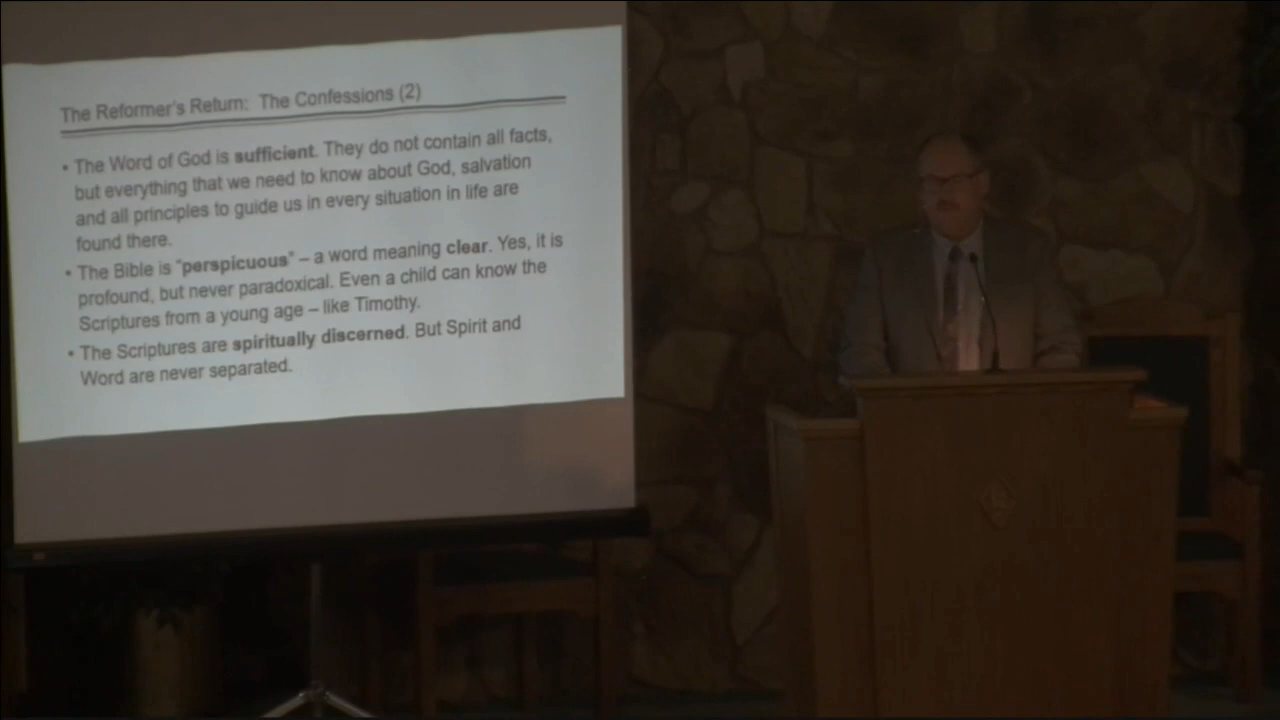 The Reformer's Return: The Confessions (2)
• The Word of God is sufficient. They do not contain all facts,
but everything that we need to know about God, salvation
and all principles to guide us in every situation in life are
found there.
• The Bible is "perspicuous" – a word meaning clear. Yes, it is
profound, but never paradoxical. Even a child can know the
Scriptures from a young age – like Timothy.
• The Scriptures are spiritually discerned. But Spirit and
Word are never separated.